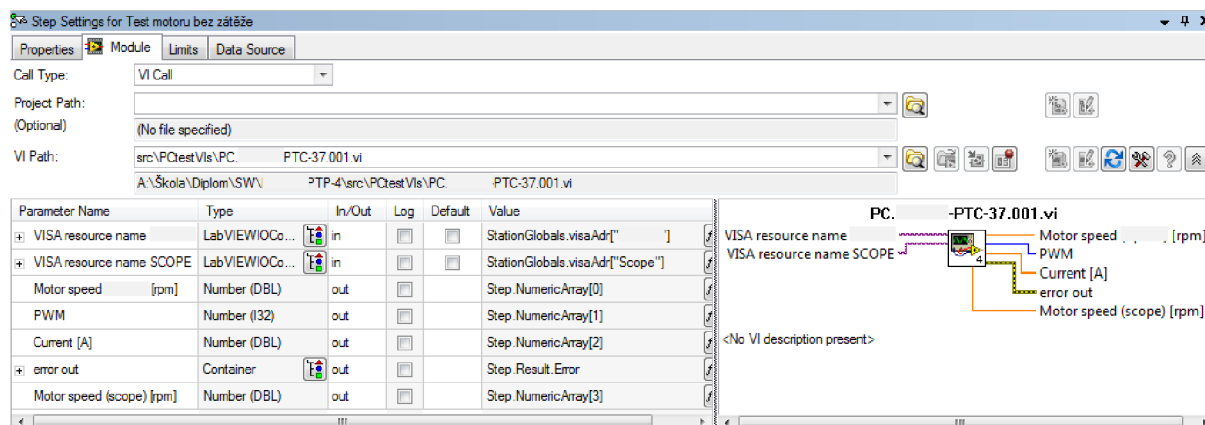 Step Settings for Test motoru bez zátěže
Properties Module Limits Data Source
Call Type: VI Call
Project Path:
(Optional) (No file specified)
VI Path: src\PCtestVIs\PC. PTC-37.001.vi
A:\Škola\Diplom\SW\ PTP-4\src\PCtestVIs\PC. -PTC-37.001.vi
Parameter Name Type In/Out Log Default Value
VISA resource name LabVIEWIOCo... in StationGlobals.visaAdr[" "]
VISA resource name SCOPE LabVIEWIOCo... in StationGlobals.visaAdr["Scope"]
Motor speed [rpm] Number (DBL) out Step.NumericArray[0]
PWM Number (I32) out Step.NumericArray[1]
Current [A] Number (DBL) out Step.NumericArray[2]
error out Container out Step.Result.Error
Motor speed (scope) [rpm] Number (DBL) out Step.NumericArray[3]
PC. -PTC-37.001.vi
VISA resource name
VISA resource name SCOPE
4
Motor speed [rpm]
PWM
Current [A]
error out
Motor speed (scope) [rpm]
<No VI description present>